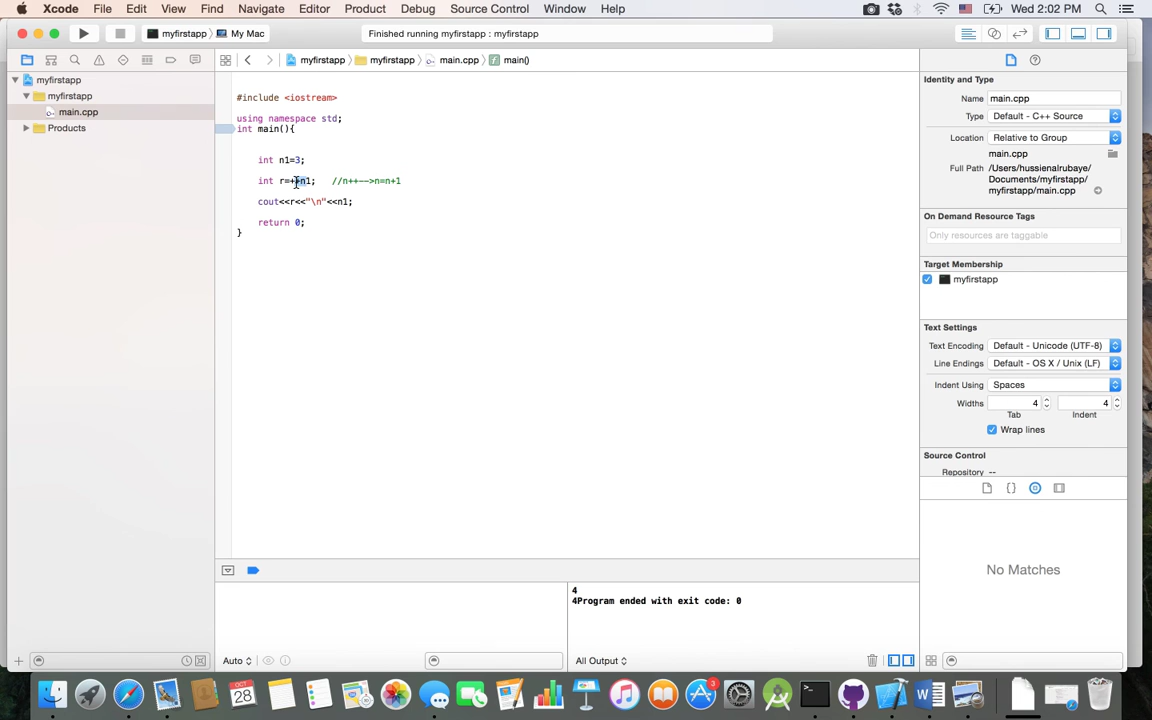 Xcode File Edit View Find Navigate Editor Product Debug Source Control Window Help Wed 2:02 PM
myfirstapp My Mac Finished running myfirstapp : myfirstapp
myfirstapp myfirstapp main.cpp main()
myfirstapp
myfirstapp
main.cpp
Products
#include <iostream>
using namespace std;
int main(){
int n1=3;
int r=++n1; //n++-->n=n+1
cout<<r<<"\n"<<n1;
return 0;
}
Identity and Type
Name main.cpp
Type Default - C++ Source
Location Relative to Group
main.cpp
Full Path /Users/hussienalrubaye/
Documents/myfirstapp/
myfirstapp/main.cpp
On Demand Resource Tags
Only resources are taggable
Target Membership
myfirstapp
Text Settings
Text Encoding Default - Unicode (UTF-8)
Line Endings Default - OS X / Unix (LF)
Indent Using Spaces
Widths 4 4
Tab Indent
Wrap lines
Source Control
Repository --
{}
No Matches
4
4Program ended with exit code: 0
Auto All Output
OCT
28
3